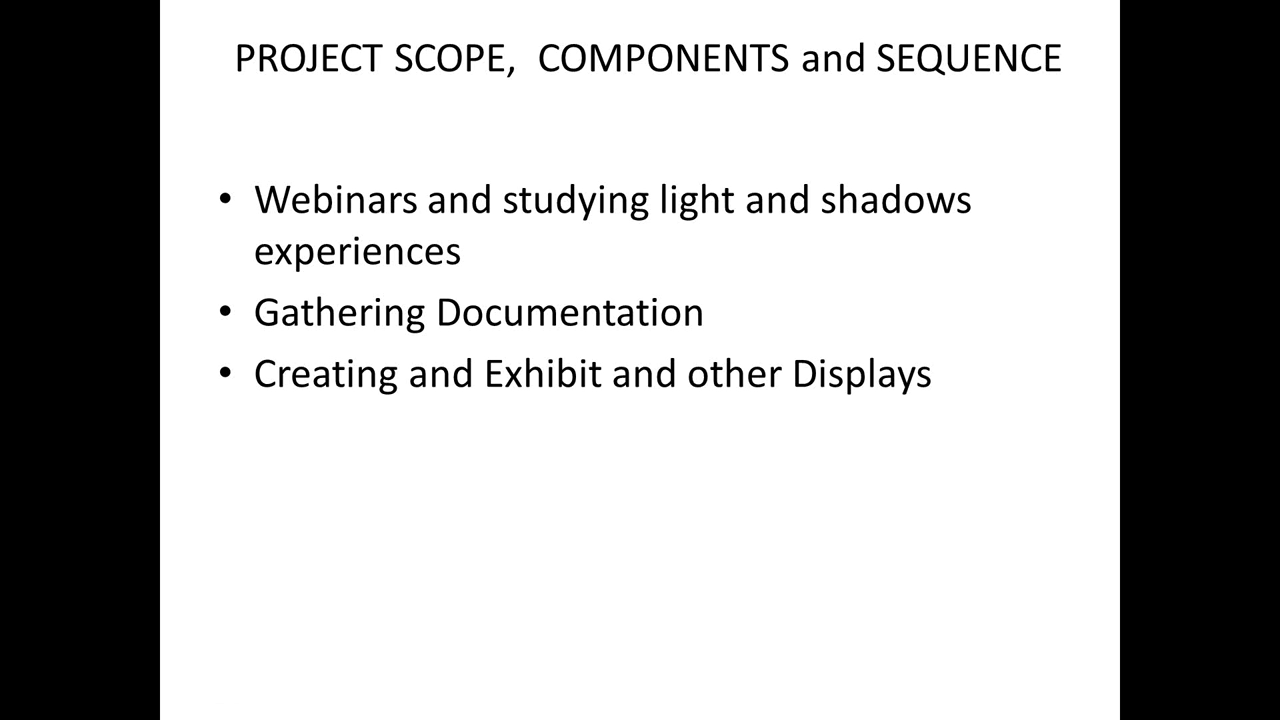 PROJECT SCOPE,  COMPONENTS and SEQUENCE
• Webinars and studying light and shadows
experiences
• Gathering Documentation
• Creating and Exhibit and other Displays